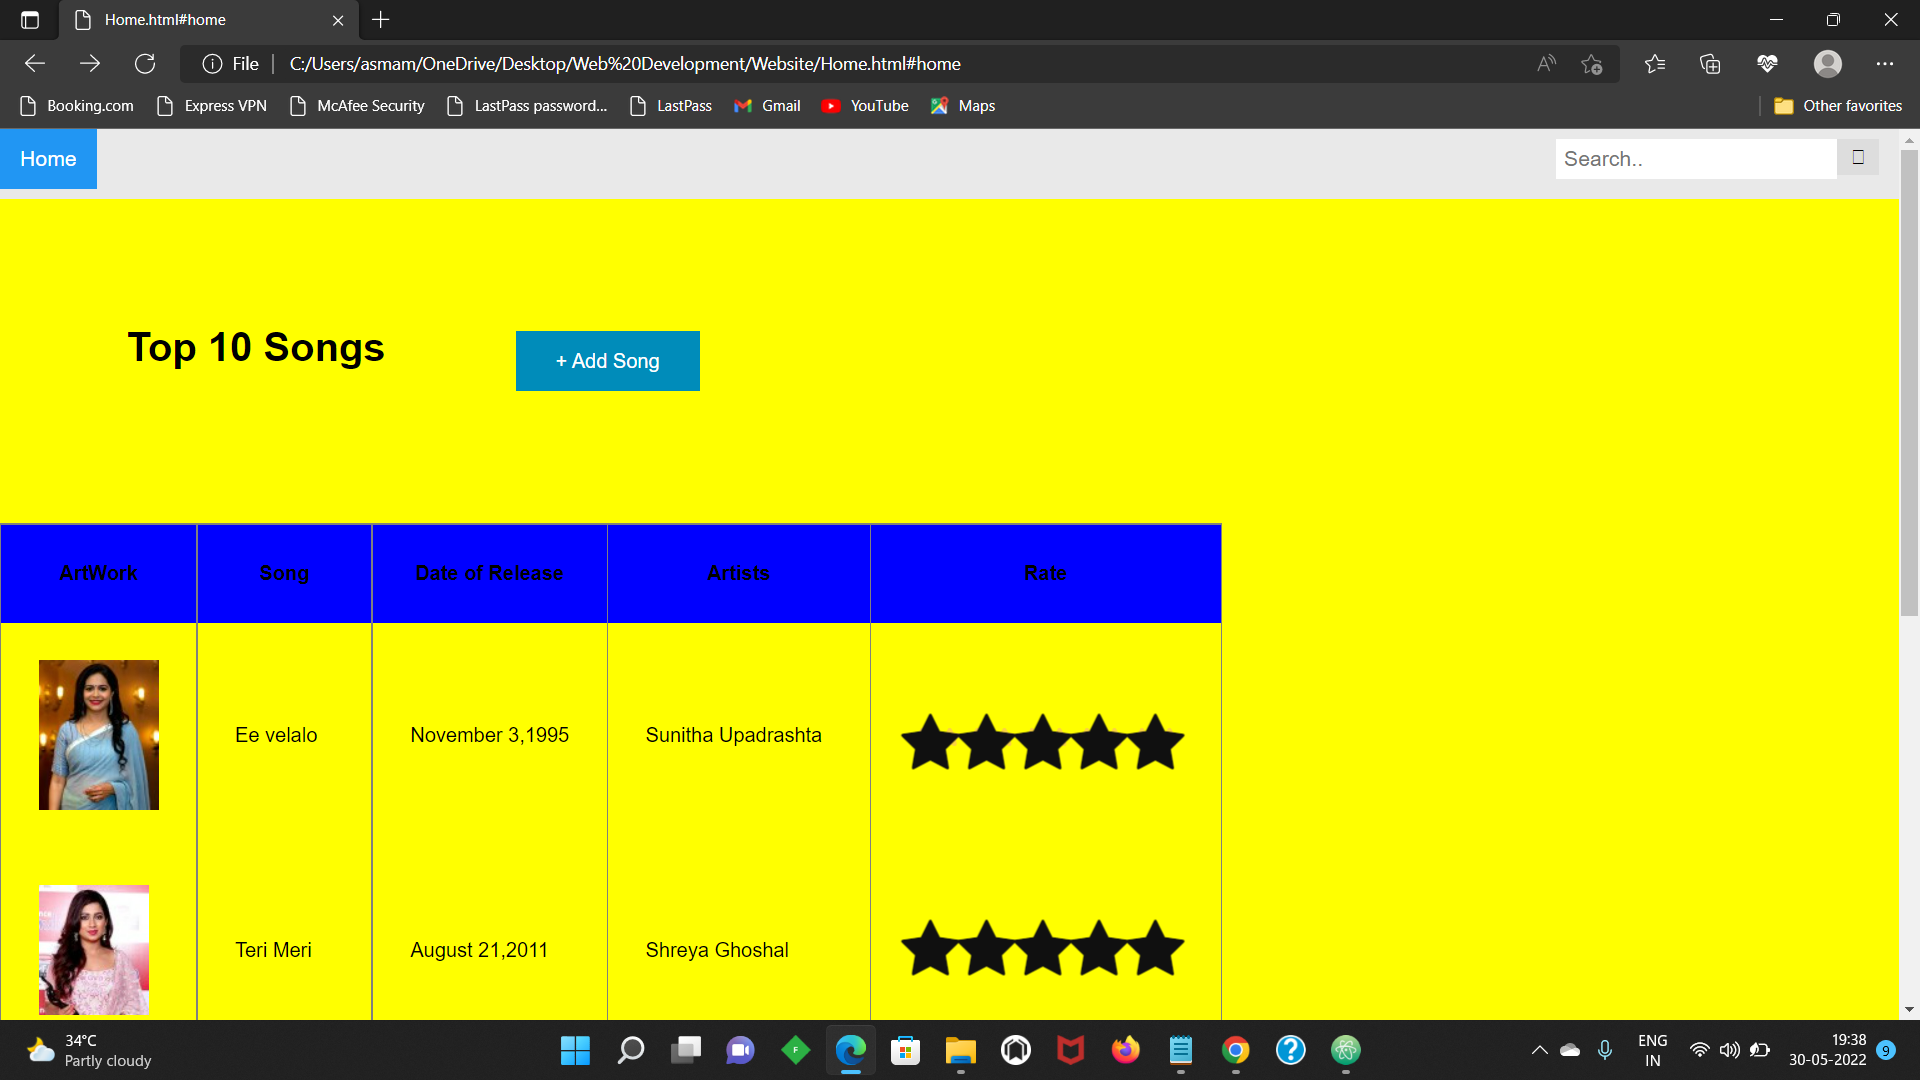 Home.html#home
File
C:/Users/asmam/OneDrive/Desktop/Web%20Development/Website/Home.html#home
Booking.com
Express VPN
McAfee Security
LastPass password...
LastPass
Gmail
YouTube
Maps
Other favorites
Home
Search..
Top 10 Songs
+ Add Song
ArtWork Song Date of Release Artists Rate
Ee velalo November 3,1995 Sunitha Upadrashta
Teri Meri August 21,2011 Shreya Ghoshal
34°C
Partly cloudy
ENG
IN
19:38
30-05-2022
9